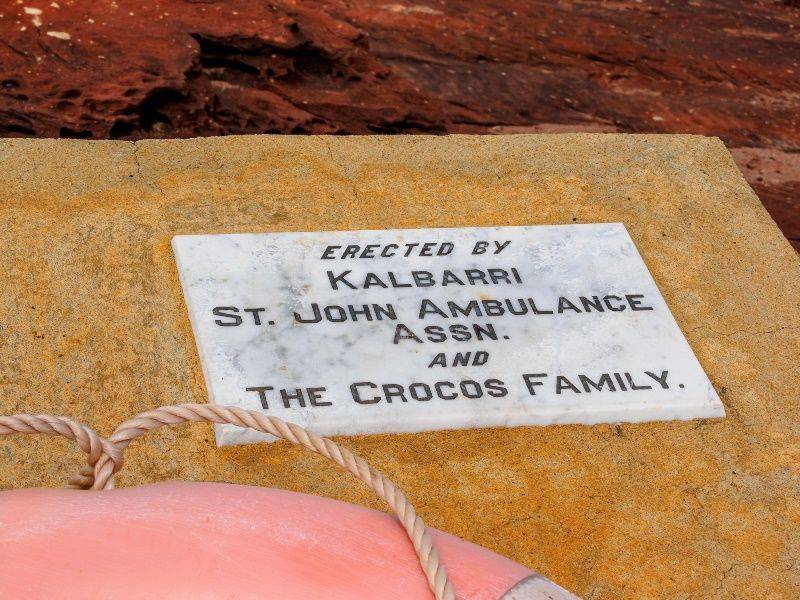 ERECTED BY
KALBARRI
ST. JOHN AMBULANCE
ASSN.
AND
THE CROCOS FAMILY.